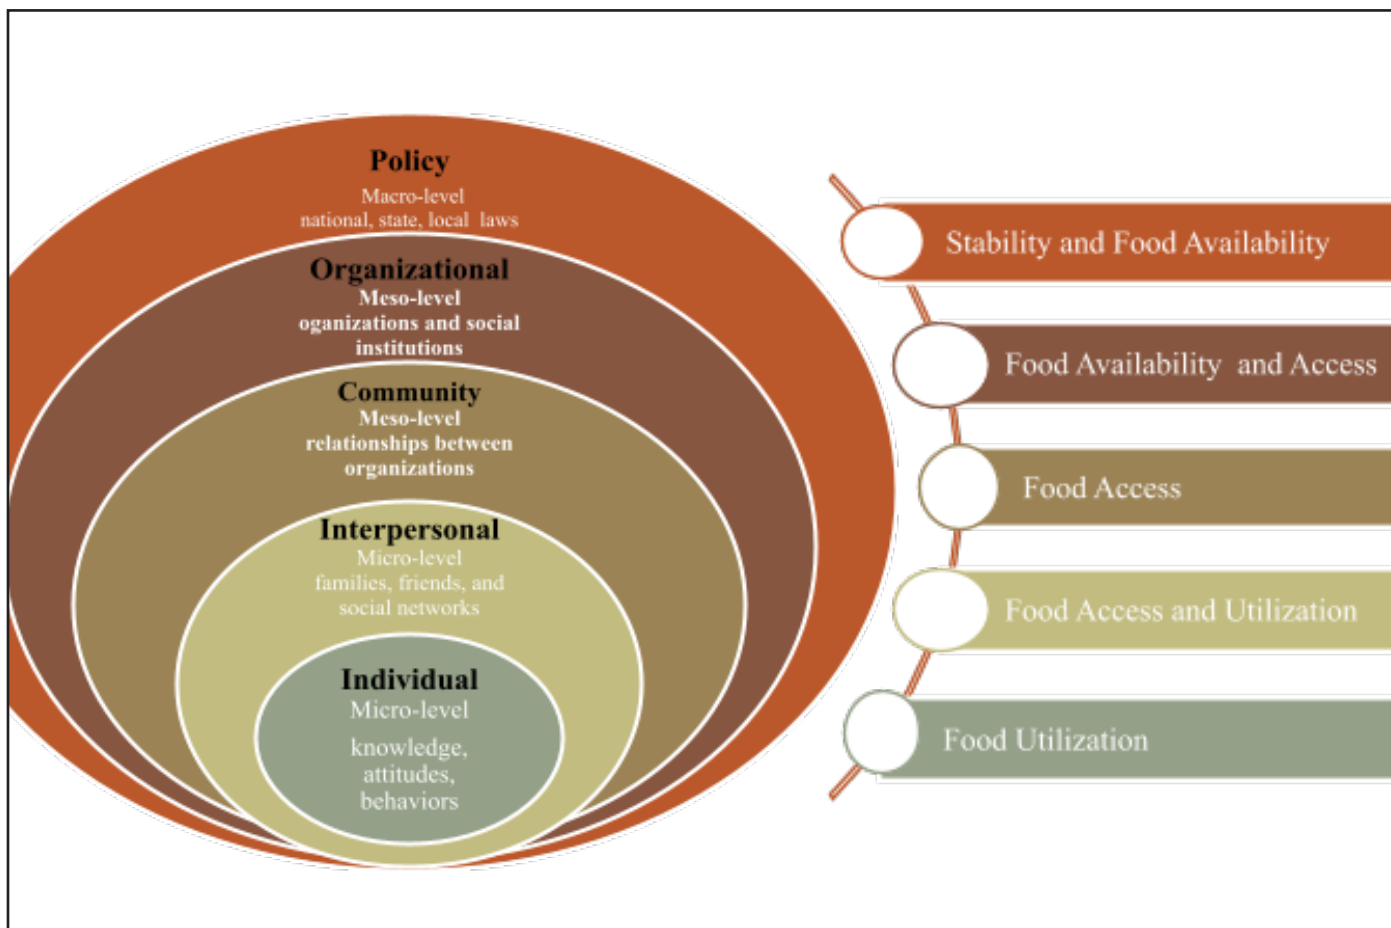 Policy
Macro-level
national, state, local laws
Organizational
Meso-level
oganizations and social
institutions
Community
Meso-level
relationships between
organizations
Interpersonal
Micro-level
families, friends, and
social networks
Individual
Micro-level
knowledge,
attitudes,
behaviors
Stability and Food Availability
Food Availability and Access
Food Access
Food Access and Utilization
Food Utilization